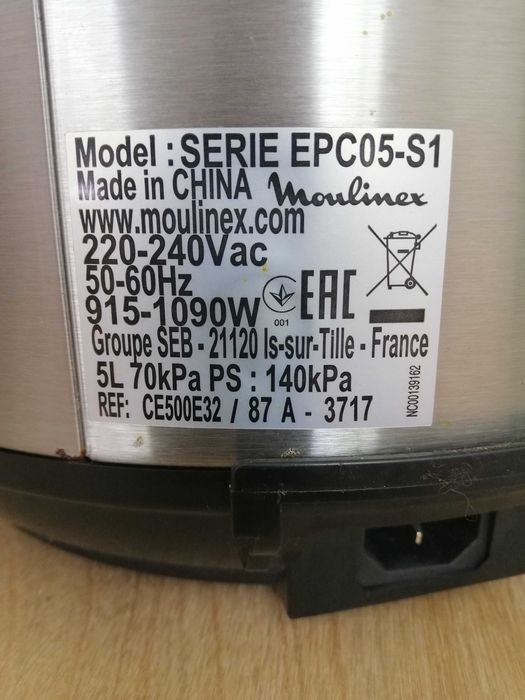 Model : SERIE EPC05-S1
Made in CHINA Moulinex
www.moulinex.com
220-240Vac
50-60Hz
915-1090W
001
EAC
Groupe SEB - 21120 Is-sur-Tille - France
5L 70kPa PS : 140kPa
REF: CE500E32 / 87 A - 3717
NC00139162